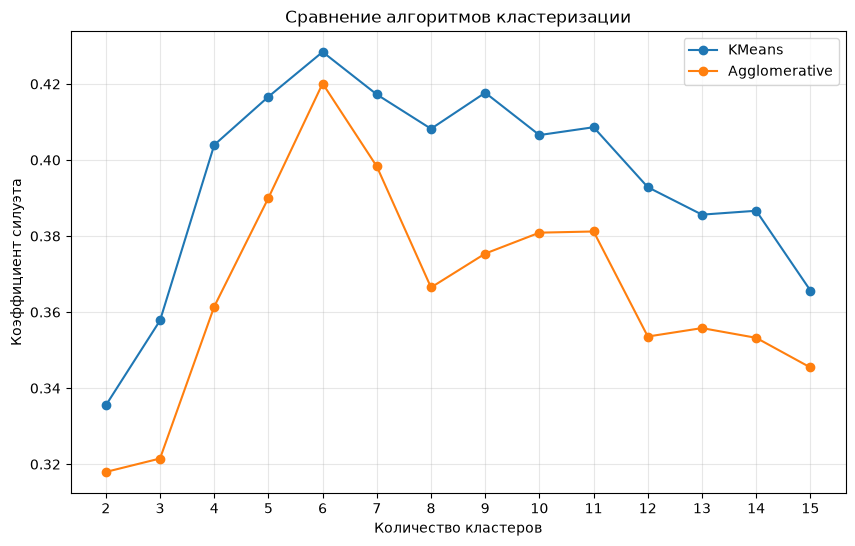 Сравнение алгоритмов кластеризации
KMeans
Agglomerative
Коэффициент силуэта
0.42
0.40
0.38
0.36
0.34
0.32
2 3 4 5 6 7 8 9 10 11 12 13 14 15
Количество кластеров